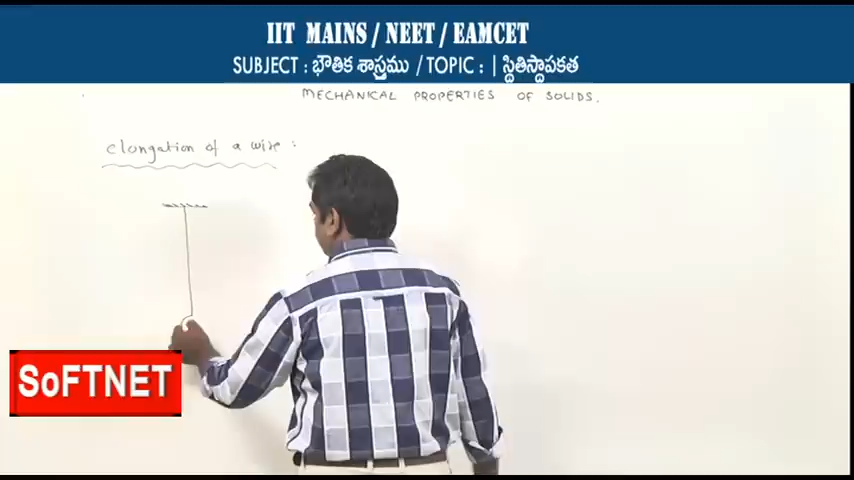 IIT MAINS / NEET / EAMCET
SUBJECT : భౌతిక శాస్త్రము / TOPIC : | స్థితిస్థాపకత
MECHANICAL PROPERTIES OF SOLIDS.
Elongation of a wire :
SoFTNET